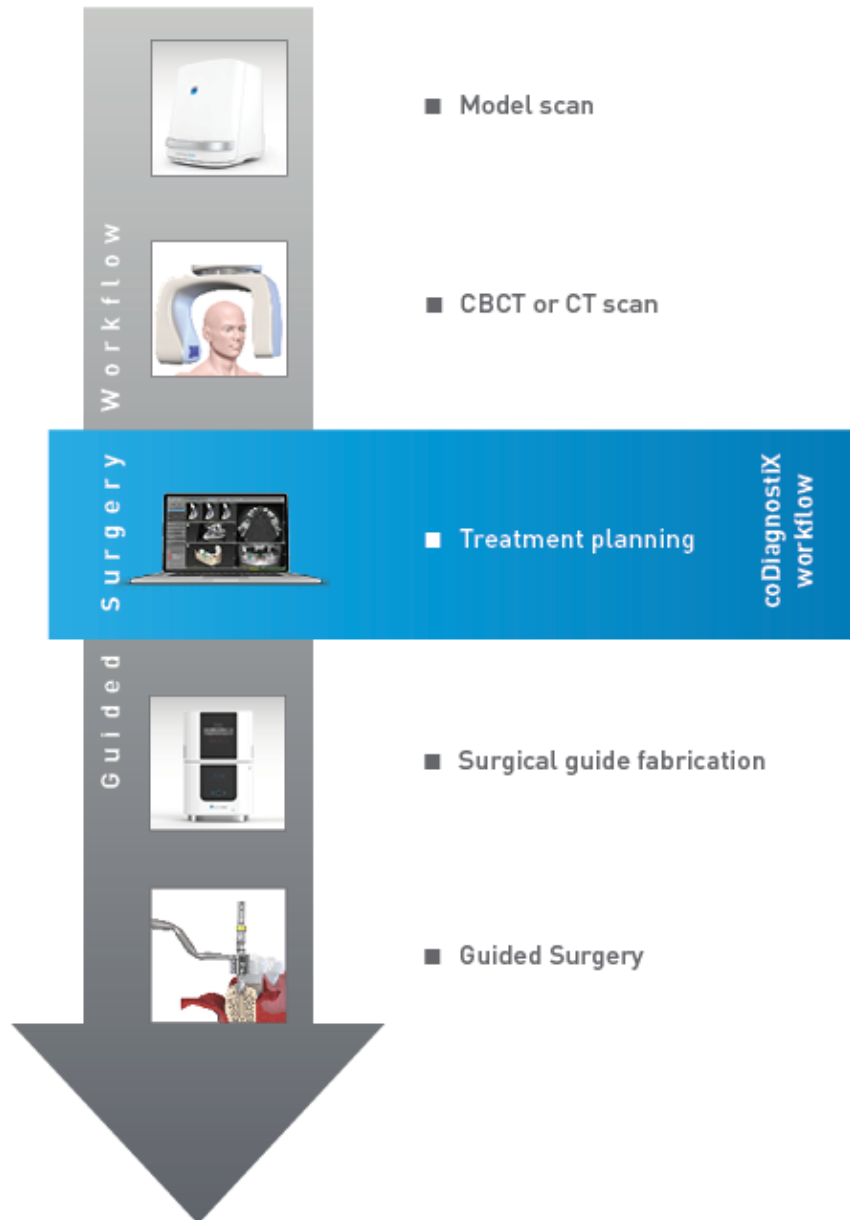 Model scan
CBCT or CT scan
Guided Surgery Workflow
Treatment planning
coDiagnostiX
workflow
Surgical guide fabrication
Guided Surgery